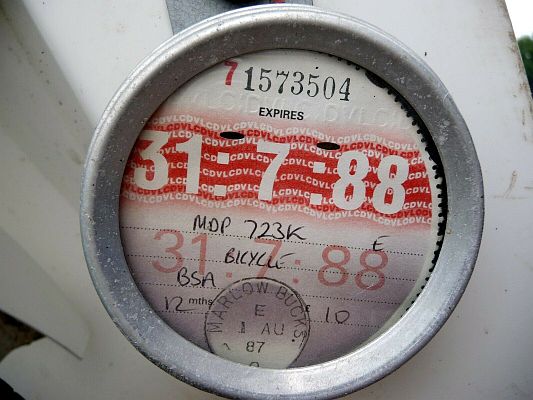 7 1573504
EXPIRES
31:7:88
MDP 723K E
31:7:88
BICYCLE
BSA
12 mths £ 10
MARLOW BUCKS.
E
1 AU
87